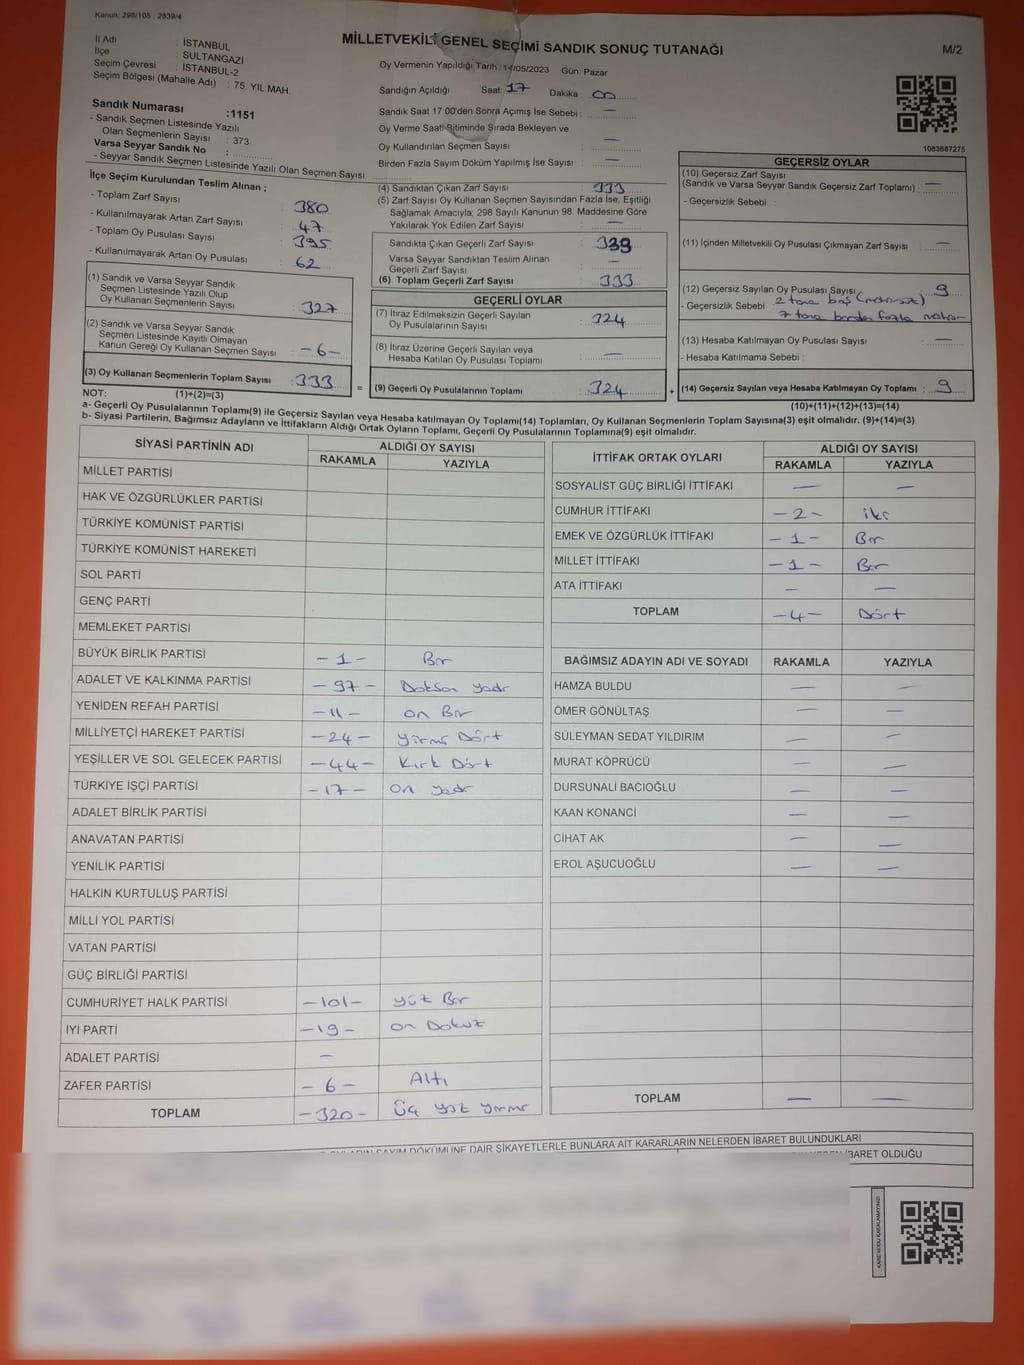 Kanun. 298/105, 2839/4
MİLLETVEKİLİ GENEL SEÇİMİ SANDIK SONUÇ TUTANAĞI
M/2
İl Adı : İSTANBUL
İlçe : SULTANGAZİ
Seçim Çevresi : İSTANBUL-2
Seçim Bölgesi (Mahalle Adı) : 75. YIL MAH.
Sandık Numarası :1151
- Sandık Seçmen Listesinde Yazılı
Olan Seçmenlerin Sayısı : 373
Varsa Seyyar Sandık No :
- Seyyar Sandık Seçmen Listesinde Yazılı Olan Seçmen Sayısı
İlçe Seçim Kurulundan Teslim Alınan ;
- Toplam Zarf Sayısı : 380
- Kullanılmayarak Artan Zarf Sayısı : 47
- Toplam Oy Pusulası Sayısı : 395
- Kullanılmayarak Artan Oy Pusulası : 62
(1) Sandık ve Varsa Seyyar Sandık
Seçmen Listesinde Yazılı Olup
Oy Kullanan Seçmenlerin Sayısı : 327
(2) Sandık ve Varsa Seyyar Sandık
Seçmen Listesinde Kayıtlı Olmayan
Kanun Gereği Oy Kullanan Seçmen Sayısı : -6-
(3) Oy Kullanan Seçmenlerin Toplam Sayısı : 333
Oy Vermenin Yapıldığı Tarih :14/05/2023 Gün: Pazar
Sandığın Açıldığı Saat: 17 Dakika : 00
Sandık Saat 17:00'den Sonra Açımış İse Sebebi : —
Oy Verme Saati Bitiminde Sırada Bekleyen ve
Oy Kullandırılan Seçmen Sayısı : —
Birden Fazla Sayım Döküm Yapılmış İse Sayısı : —
(4) Sandıktan Çıkan Zarf Sayısı : 333
(5) Zarf Sayısı Oy Kullanan Seçmen Sayısından Fazla İse, Eşitliği
Sağlamak Amacıyla; 298 Sayılı Kanunun 98. Maddesine Göre
Yakılarak Yok Edilen Zarf Sayısı : —
Sandıkta Çıkan Geçerli Zarf Sayısı : 333
Varsa Seyyar Sandıktan Teslim Alınan
Geçerli Zarf Sayısı : —
(6) Toplam Geçerli Zarf Sayısı : 333
GEÇERLİ OYLAR
(7) İtiraz Edilmeksizin Geçerli Sayılan
Oy Pusulalarının Sayısı : 324
(8) İtiraz Üzerine Geçerli Sayılan veya
Hesaba Katılan Oy Pusulası Toplamı : —
= (9) Geçerli Oy Pusulalarının Toplamı : 324 +
1083687275
GEÇERSİZ OYLAR
(10) Geçersiz Zarf Sayısı
(Sandık ve Varsa Seyyar Sandık Geçersiz Zarf Toplamı) : —
- Geçersizlik Sebebi :
(11) İçinden Milletvekili Oy Pusulası Çıkmayan Zarf Sayısı : —
(12) Geçersiz Sayılan Oy Pusulası Sayısı : 9
- Geçersizlik Sebebi : 2 tane boş (mühürsüz)
7 tane birden fazla mühür
(13) Hesaba Katılmayan Oy Pusulası Sayısı : —
- Hesaba Katılmama Sebebi :
(14) Geçersiz Sayılan veya Hesaba Katılmayan Oy Toplamı : 9
NOT: (1)+(2)=(3)
(10)+(11)+(12)+(13)=(14)
a- Geçerli Oy Pusulalarının Toplamı(9) ile Geçersiz Sayılan veya Hesaba katılmayan Oy Toplamı(14) Toplamları, Oy Kullanan Seçmenlerin Toplam Sayısına(3) eşit olmalıdır. (9)+(14)=(3)
b- Siyasi Partilerin, Bağımsız Adayların ve İttifakların Aldığı Ortak Oyların Toplamı, Geçerli Oy Pusulalarının Toplamına(9) eşit olmalıdır.
SİYASİ PARTİNİN ADI ALDIĞI OY SAYISI
RAKAMLA YAZIYLA
MİLLET PARTİSİ
HAK VE ÖZGÜRLÜKLER PARTİSİ
TÜRKİYE KOMÜNİST PARTİSİ
TÜRKİYE KOMÜNİST HAREKETİ
SOL PARTİ
GENÇ PARTİ
MEMLEKET PARTİSİ
BÜYÜK BİRLİK PARTİSİ -1- Bir
ADALET VE KALKINMA PARTİSİ -97- Doksan yedi
YENİDEN REFAH PARTİSİ -11- on Bir
MİLLİYETÇİ HAREKET PARTİSİ -24- yirmi Dört
YEŞİLLER VE SOL GELECEK PARTİSİ -44- Kırk Dört
TÜRKİYE İŞÇİ PARTİSİ -17- on yedi
ADALET BİRLİK PARTİSİ
ANAVATAN PARTİSİ
YENİLİK PARTİSİ
HALKIN KURTULUŞ PARTİSİ
MİLLİ YOL PARTİSİ
VATAN PARTİSİ
GÜÇ BİRLİĞİ PARTİSİ
CUMHURİYET HALK PARTİSİ -101- yüz Bir
İYİ PARTİ -19- on Dokuz
ADALET PARTİSİ —
ZAFER PARTİSİ -6- Altı
TOPLAM -320- Üç yüz yirmi
İTTİFAK ORTAK OYLARI ALDIĞI OY SAYISI
RAKAMLA YAZIYLA
SOSYALİST GÜÇ BİRLİĞİ İTTİFAKI — —
CUMHUR İTTİFAKI -2- iki
EMEK VE ÖZGÜRLÜK İTTİFAKI -1- Bir
MİLLET İTTİFAKI -1- Bir
ATA İTTİFAKI — —
TOPLAM -4- Dört
BAĞIMSIZ ADAYIN ADI VE SOYADI RAKAMLA YAZIYLA
HAMZA BULDU — —
ÖMER GÖNÜLTAŞ — —
SÜLEYMAN SEDAT YILDIRIM — —
MURAT KÖPRÜCÜ — —
DURSUNALİ BACIOĞLU — —
KAAN KONANCİ — —
CİHAT AK — —
EROL AŞUCUOĞLU — —
TOPLAM — —
SAYIM DÖKÜMÜNE DAİR ŞİKAYETLERLE BUNLARA AİT KARARLARIN NELERDEN İBARET BULUNDUKLARI
İBARET OLDUĞU
KARE KODU KARALAMAYINIZ!